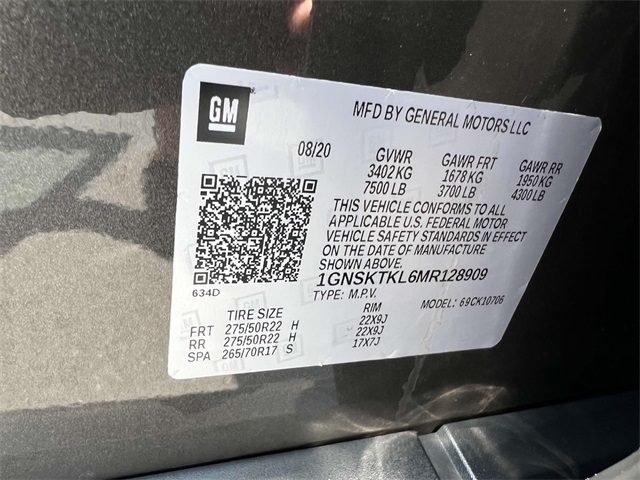 GM
MFD BY GENERAL MOTORS LLC
08/20 GVWR GAWR FRT GAWR RR
3402 KG 1678 KG 1950 KG
7500 LB 3700 LB 4300 LB
THIS VEHICLE CONFORMS TO ALL
APPLICABLE U.S. FEDERAL MOTOR
VEHICLE SAFETY STANDARDS IN EFFECT
ON THE DATE OF MANUFACTURE
SHOWN ABOVE.
1GNSKTKL6MR128909
634D
TYPE: M.P.V. MODEL: 69CK10706
TIRE SIZE RIM
FRT 275/50R22 H 22X9J
RR 275/50R22 H 22X9J
SPA 265/70R17 S 17X7J